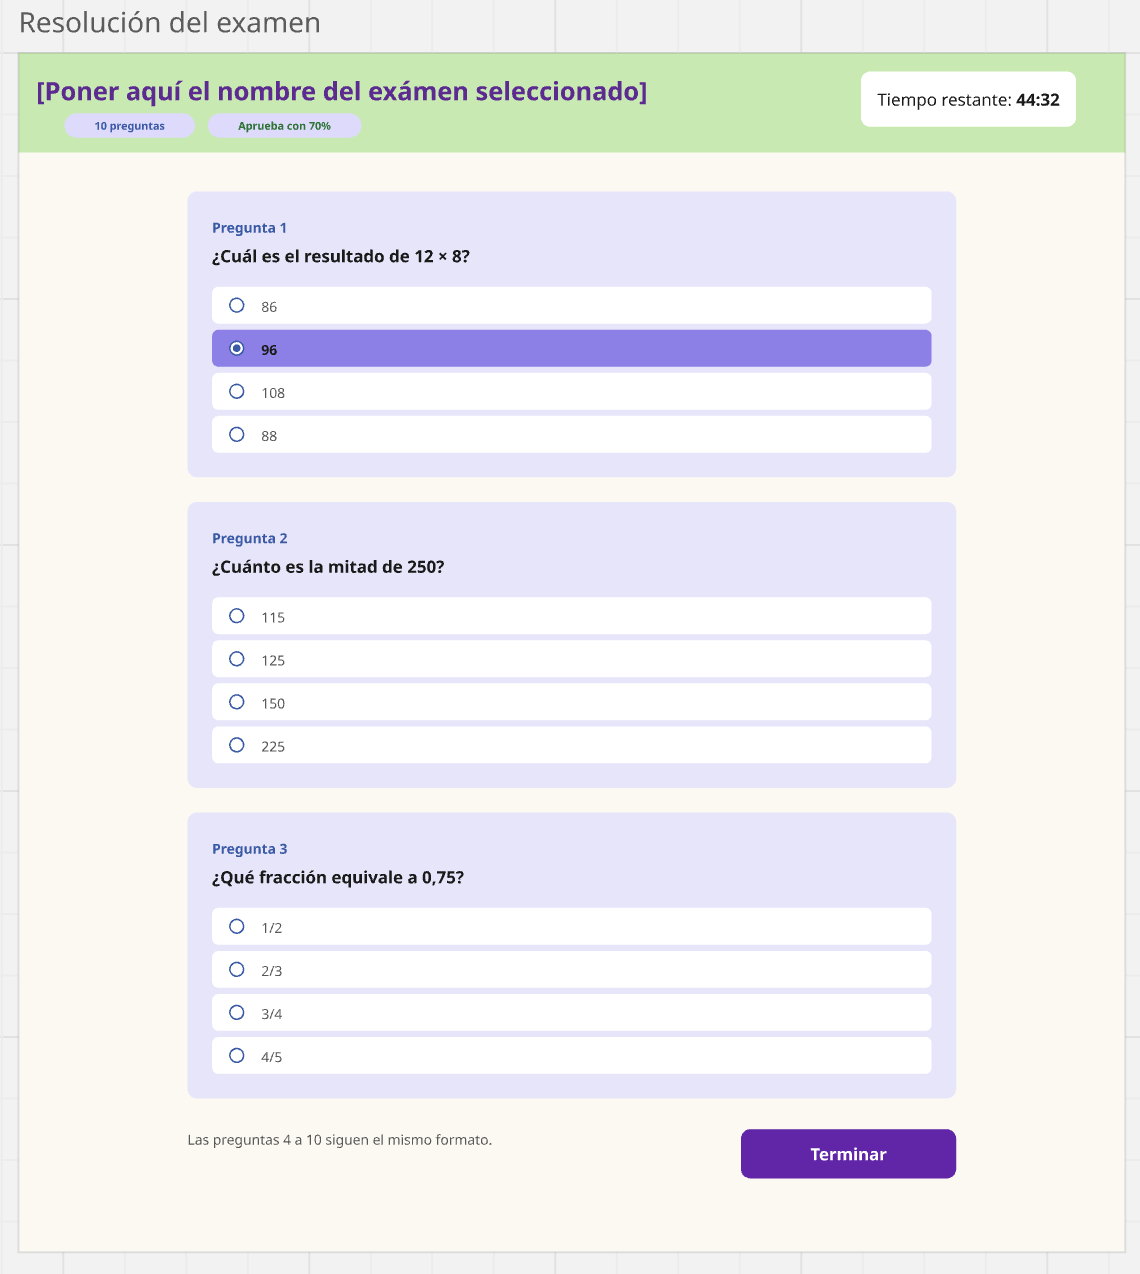 Resolución del examen
[Poner aquí el nombre del exámen seleccionado]
Tiempo restante: 44:32
10 preguntas
Aprueba con 70%
Pregunta 1
¿Cuál es el resultado de 12 × 8?
86
96
108
88
Pregunta 2
¿Cuánto es la mitad de 250?
115
125
150
225
Pregunta 3
¿Qué fracción equivale a 0,75?
1/2
2/3
3/4
4/5
Las preguntas 4 a 10 siguen el mismo formato.
Terminar